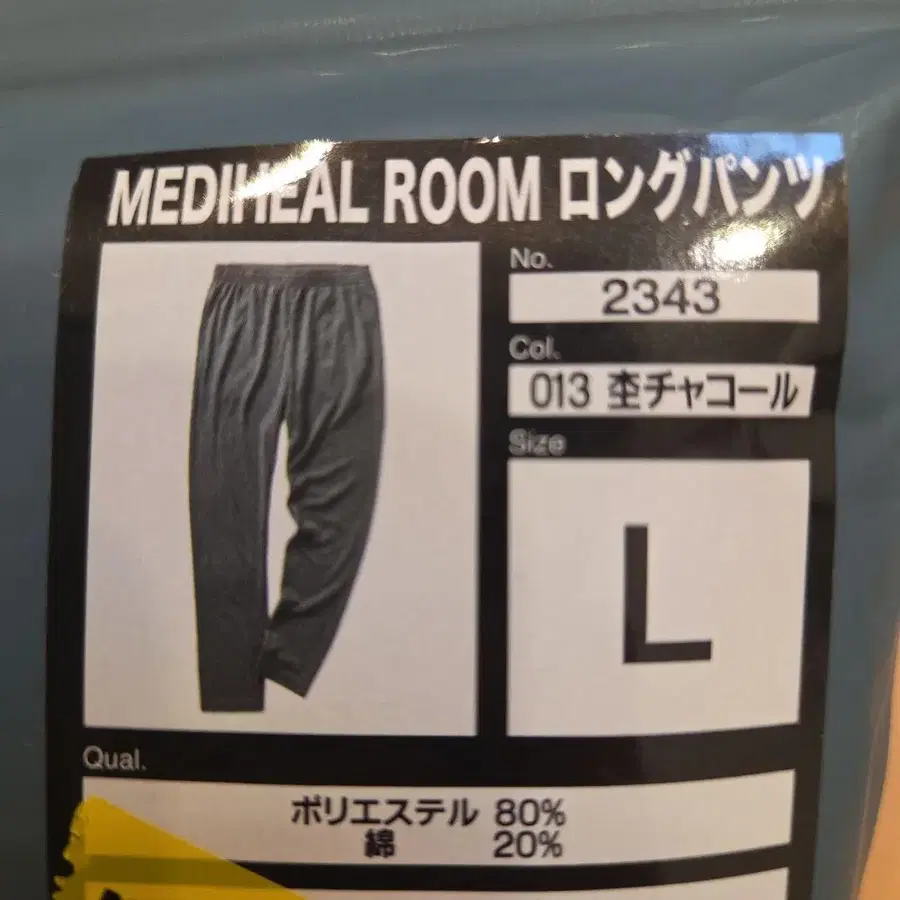 MEDIHEAL ROOM ロングパンツ
No.
2343
Col.
013 杢チャコール
Size
L
Qual.
ポリエステル 80%
綿 20%